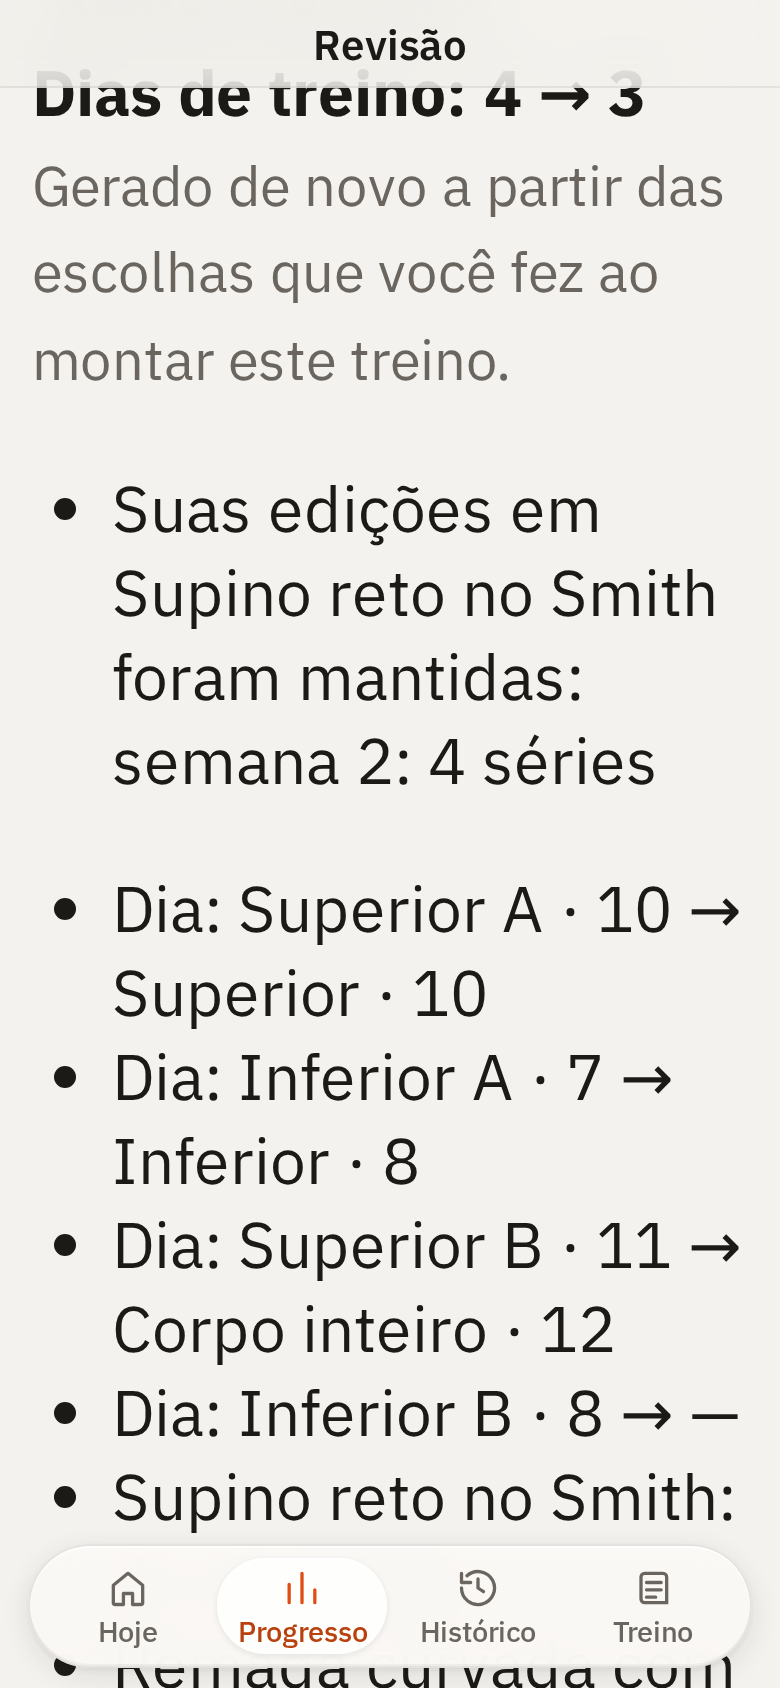 Revisão
Dias de treino: 4 → 3
Gerado de novo a partir das
escolhas que você fez ao
montar este treino.
• Suas edições em
Supino reto no Smith
foram mantidas:
semana 2: 4 séries
• Dia: Superior A · 10 →
Superior · 10
• Dia: Inferior A · 7 →
Inferior · 8
• Dia: Superior B · 11 →
Corpo inteiro · 12
• Dia: Inferior B · 8 → —
• Supino reto no Smith:
Hoje
Progresso
Histórico
Treino
• Remada curvada com